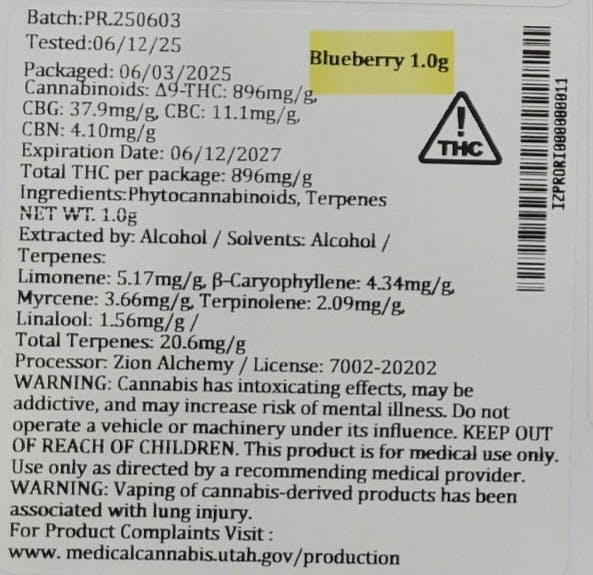 Batch:PR.250603
Tested:06/12/25
Blueberry 1.0g
Packaged: 06/03/2025
Cannabinoids: Δ9-THC: 896mg/g,
CBG: 37.9mg/g, CBC: 11.1mg/g,
CBN: 4.10mg/g
Expiration Date: 06/12/2027
Total THC per package: 896mg/g
Ingredients:Phytocannabinoids, Terpenes
NET WT. 1.0g
Extracted by: Alcohol / Solvents: Alcohol /
Terpenes:
Limonene: 5.17mg/g, β-Caryophyllene: 4.34mg/g,
Myrcene: 3.66mg/g, Terpinolene: 2.09mg/g,
Linalool: 1.56mg/g /
Total Terpenes: 20.6mg/g
Processor: Zion Alchemy / License: 7002-20202
WARNING: Cannabis has intoxicating effects, may be
addictive, and may increase risk of mental illness. Do not
operate a vehicle or machinery under its influence. KEEP OUT
OF REACH OF CHILDREN. This product is for medical use only.
Use only as directed by a recommending medical provider.
WARNING: Vaping of cannabis-derived products has been
associated with lung injury.
For Product Complaints Visit :
www. medicalcannabis.utah.gov/production
!
THC
IZPRORI0000000011